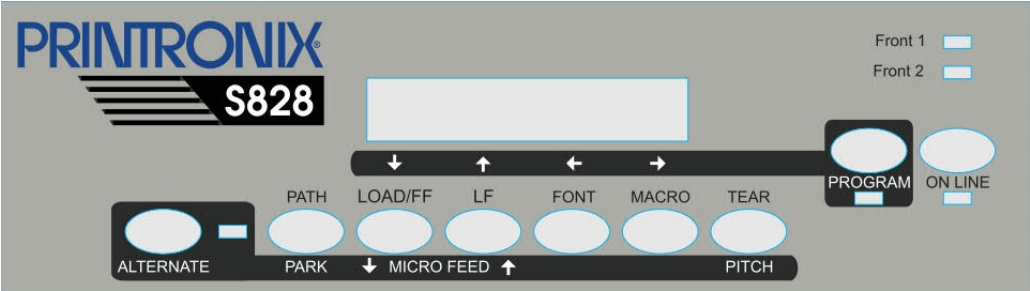 PRINTRONIX
S828
Front 1
Front 2
↓ ↑ ← →
PROGRAM ON LINE
PATH LOAD/FF LF FONT MACRO TEAR
ALTERNATE PARK ↓ MICRO FEED ↑ PITCH